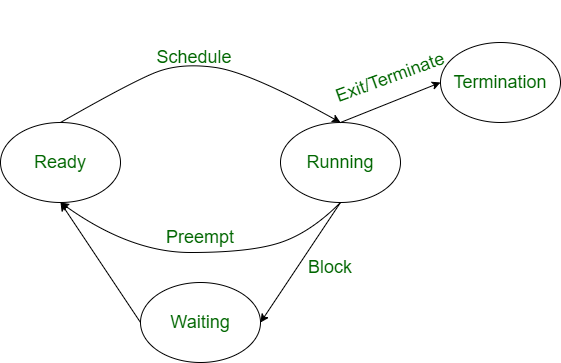 Schedule
Exit/Terminate
Termination
Ready
Running
Preempt
Block
Waiting